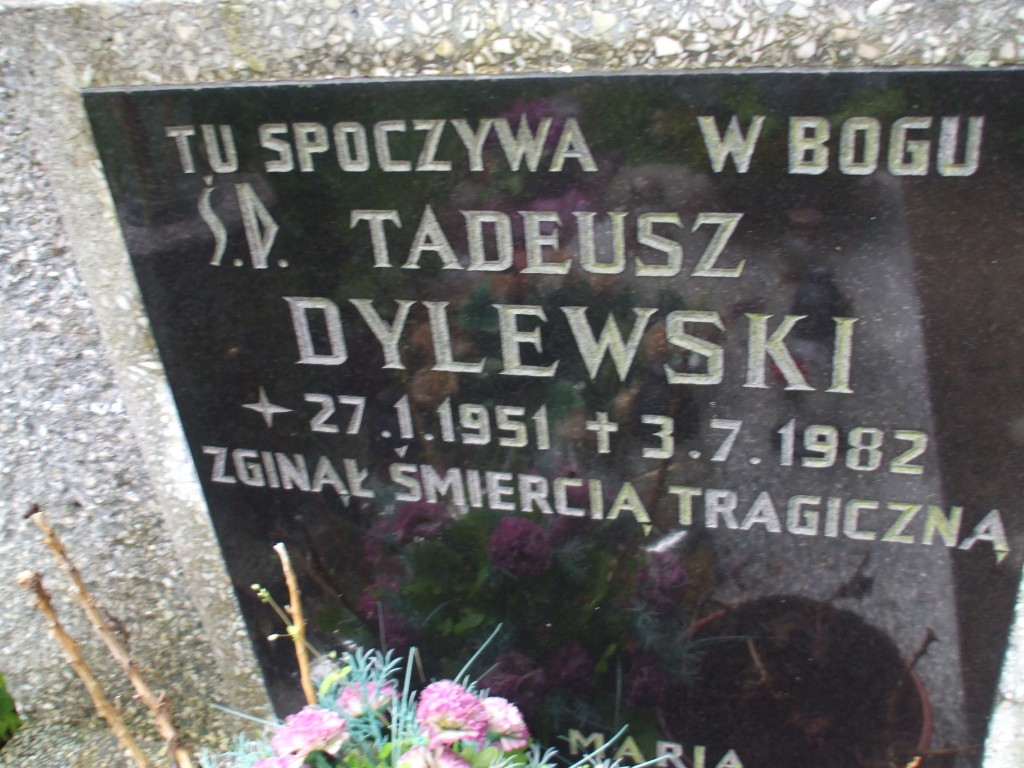 TU SPOCZYWA W BOGU
Ś.P. TADEUSZ
DYLEWSKI
27.1.1951 ✝ 3.7.1982
ZGINĄŁ ŚMIERCIĄ TRAGICZNĄ
MARIA